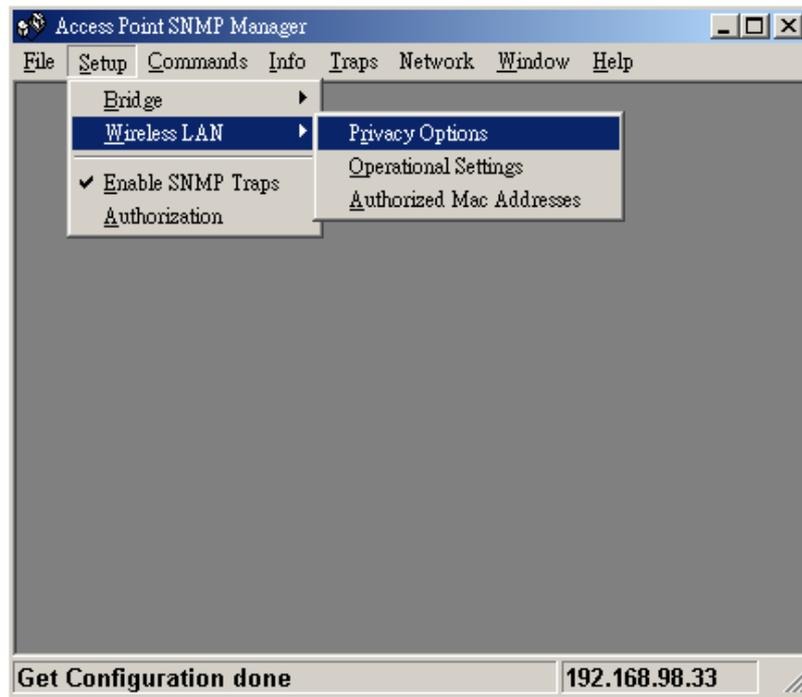 Access Point SNMP Manager
File Setup Commands Info Traps Network Window Help
Bridge
Wireless LAN
Enable SNMP Traps
Authorization
Privacy Options
Operational Settings
Authorized Mac Addresses
Get Configuration done 192.168.98.33